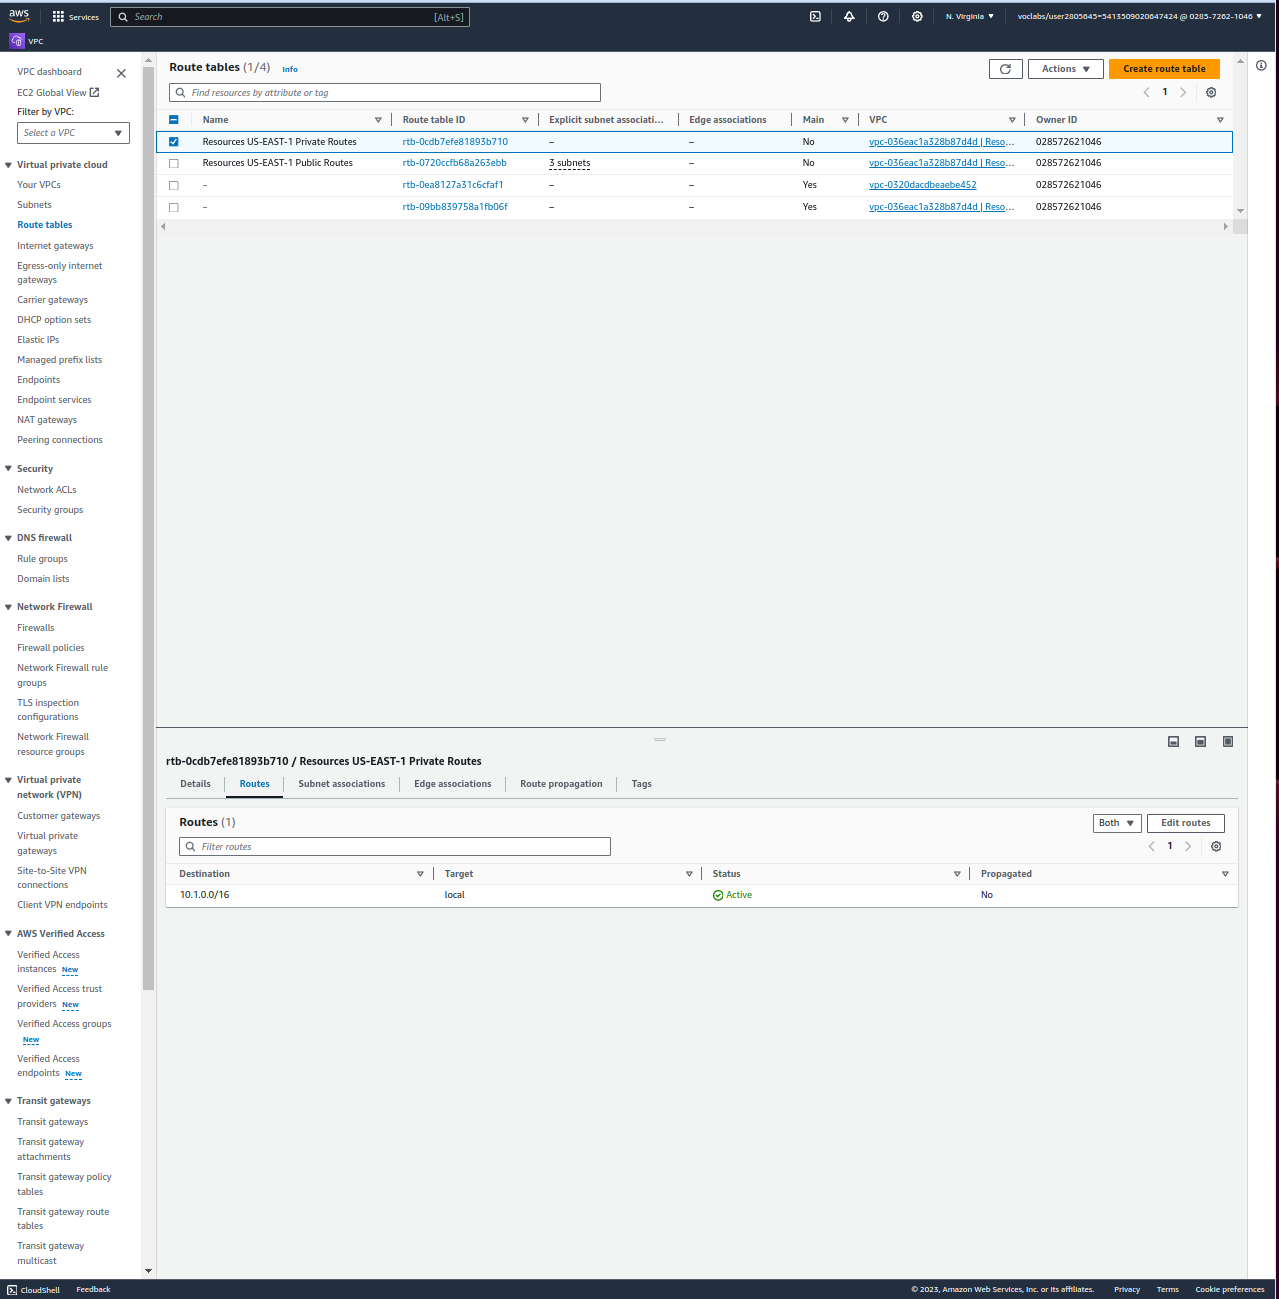 aws
Services
Search
[Alt+S]
N. Virginia
voclabs/user2805645=5413509020647424 @ 0285-7262-1046
VPC
VPC dashboard
EC2 Global View
Filter by VPC:
Select a VPC
Virtual private cloud
Your VPCs
Subnets
Route tables
Internet gateways
Egress-only internet
gateways
Carrier gateways
DHCP option sets
Elastic IPs
Managed prefix lists
Endpoints
Endpoint services
NAT gateways
Peering connections
Security
Network ACLs
Security groups
DNS firewall
Rule groups
Domain lists
Network Firewall
Firewalls
Firewall policies
Network Firewall rule
groups
TLS inspection
configurations
Network Firewall
resource groups
Virtual private
network (VPN)
Customer gateways
Virtual private
gateways
Site-to-Site VPN
connections
Client VPN endpoints
AWS Verified Access
Verified Access
instances New
Verified Access trust
providers New
Verified Access groups
New
Verified Access
endpoints New
Transit gateways
Transit gateways
Transit gateway
attachments
Transit gateway policy
tables
Transit gateway route
tables
Transit gateway
multicast
Route tables (1/4) Info
Actions
Create route table
Find resources by attribute or tag
1
Name Route table ID Explicit subnet associati... Edge associations Main VPC Owner ID
Resources US-EAST-1 Private Routes rtb-0cdb7efe81893b710 – – No vpc-036eac1a328b87d4d | Reso... 028572621046
Resources US-EAST-1 Public Routes rtb-0720ccfb68a263ebb 3 subnets – No vpc-036eac1a328b87d4d | Reso... 028572621046
– rtb-0ea8127a31c6cfaf1 – – Yes vpc-0320dacdbeaebe452 028572621046
– rtb-09bb839758a1fb06f – – Yes vpc-036eac1a328b87d4d | Reso... 028572621046
rtb-0cdb7efe81893b710 / Resources US-EAST-1 Private Routes
Details Routes Subnet associations Edge associations Route propagation Tags
Routes (1)
Both
Edit routes
Filter routes
1
Destination Target Status Propagated
10.1.0.0/16 local Active No
CloudShell
Feedback
© 2023, Amazon Web Services, Inc. or its affiliates.
Privacy
Terms
Cookie preferences